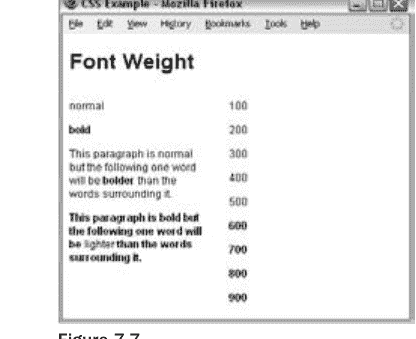 CSS Example - Mozilla Firefox
File Edit View History Bookmarks Tools Help
Font Weight
normal
bold
This paragraph is normal
but the following one word
will be bolder than the
words surrounding it.
This paragraph is bold but
the following one word will
be lighter than the words
surrounding it.
100
200
300
400
500
600
700
800
900
Figure 7-7